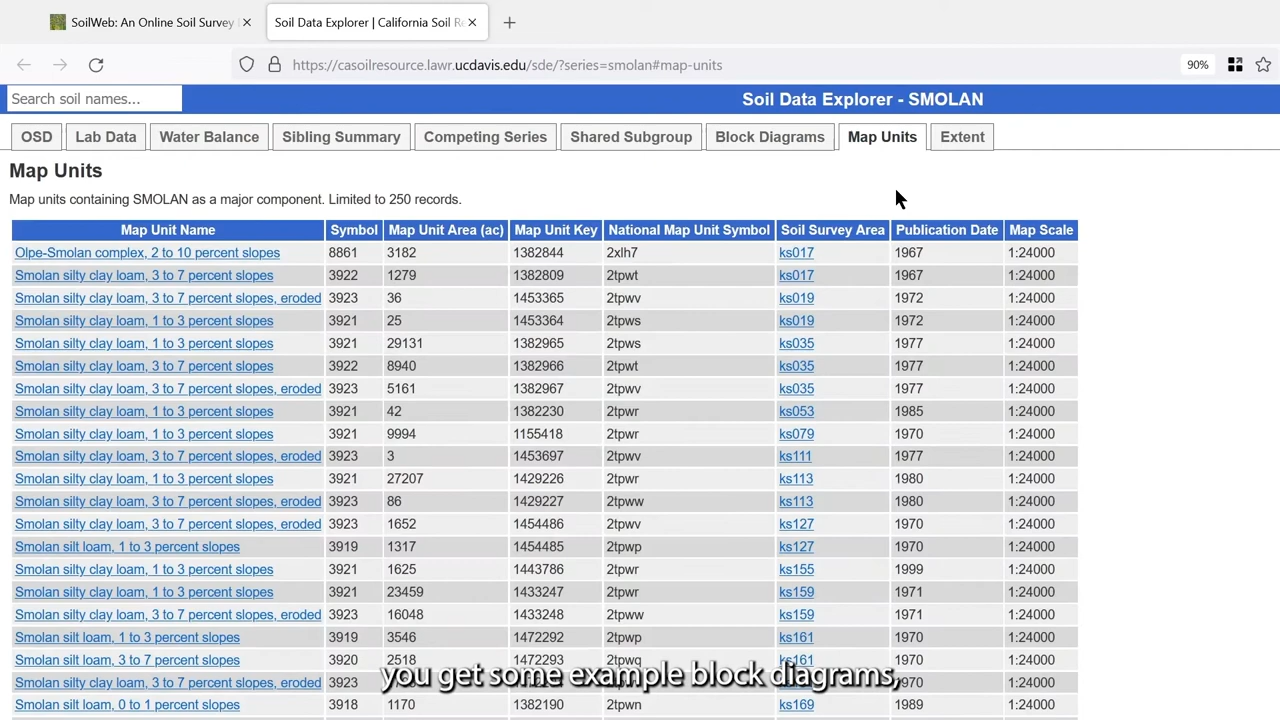 SoilWeb: An Online Soil Survey
Soil Data Explorer | California Soil Re
https://casoilresource.lawr.ucdavis.edu/sde/?series=smolan#map-units
90%
Search soil names...
Soil Data Explorer - SMOLAN
OSD Lab Data Water Balance Sibling Summary Competing Series Shared Subgroup Block Diagrams Map Units Extent
Map Units
Map units containing SMOLAN as a major component. Limited to 250 records.
Map Unit Name Symbol Map Unit Area (ac) Map Unit Key National Map Unit Symbol Soil Survey Area Publication Date Map Scale
Olpe-Smolan complex, 2 to 10 percent slopes 8861 3182 1382844 2xlh7 ks017 1967 1:24000
Smolan silty clay loam, 3 to 7 percent slopes 3922 1279 1382809 2tpwt ks017 1967 1:24000
Smolan silty clay loam, 3 to 7 percent slopes, eroded 3923 36 1453365 2tpwv ks019 1972 1:24000
Smolan silty clay loam, 1 to 3 percent slopes 3921 25 1453364 2tpws ks019 1972 1:24000
Smolan silty clay loam, 1 to 3 percent slopes 3921 29131 1382965 2tpws ks035 1977 1:24000
Smolan silty clay loam, 3 to 7 percent slopes 3922 8940 1382966 2tpwt ks035 1977 1:24000
Smolan silty clay loam, 3 to 7 percent slopes, eroded 3923 5161 1382967 2tpwv ks035 1977 1:24000
Smolan silty clay loam, 1 to 3 percent slopes 3921 42 1382230 2tpwr ks053 1985 1:24000
Smolan silty clay loam, 1 to 3 percent slopes 3921 9994 1155418 2tpwr ks079 1970 1:24000
Smolan silty clay loam, 3 to 7 percent slopes, eroded 3923 3 1453697 2tpwv ks111 1977 1:24000
Smolan silty clay loam, 1 to 3 percent slopes 3921 27207 1429226 2tpwr ks113 1980 1:24000
Smolan silty clay loam, 3 to 7 percent slopes, eroded 3923 86 1429227 2tpww ks113 1980 1:24000
Smolan silty clay loam, 3 to 7 percent slopes, eroded 3923 1652 1454486 2tpwv ks127 1970 1:24000
Smolan silt loam, 1 to 3 percent slopes 3919 1317 1454485 2tpwp ks127 1970 1:24000
Smolan silty clay loam, 1 to 3 percent slopes 3921 1625 1443786 2tpwr ks155 1999 1:24000
Smolan silty clay loam, 1 to 3 percent slopes 3921 23459 1433247 2tpwr ks159 1971 1:24000
Smolan silty clay loam, 3 to 7 percent slopes, eroded 3923 16048 1433248 2tpww ks159 1971 1:24000
Smolan silt loam, 1 to 3 percent slopes 3919 3546 1472292 2tpwp ks161 1970 1:24000
Smolan silt loam, 3 to 7 percent slopes 3920 2518 1472293 2tpwq ks161 1970 1:24000
Smolan silty clay loam, 3 to 7 percent slopes, eroded 3923 1970 1:24000
you get some example block diagrams,
Smolan silt loam, 0 to 1 percent slopes 3918 1170 1382190 2tpwn ks169 1989 1:24000